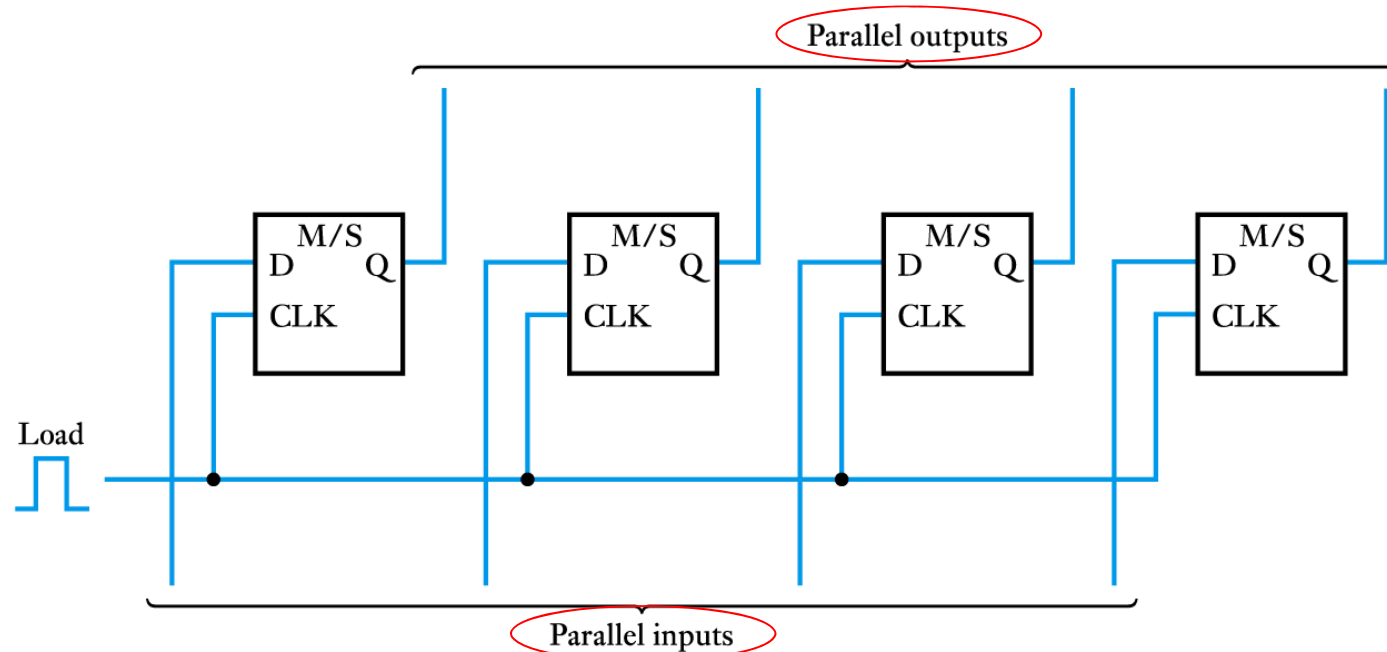 Parallel outputs
M/S M/S M/S M/S
D Q D Q D Q D Q
CLK CLK CLK CLK
Load
Parallel inputs